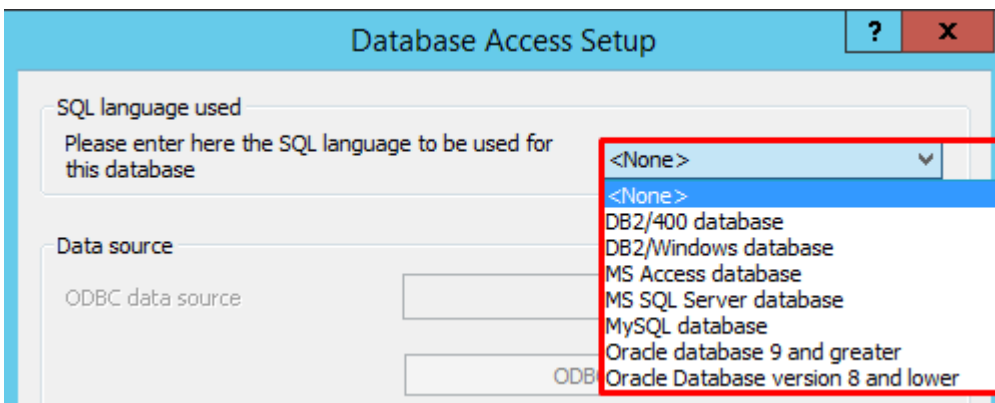 Database Access Setup
?
x
SQL language used
Please enter here the SQL language to be used for
this database
<None>
<None>
DB2/400 database
DB2/Windows database
MS Access database
MS SQL Server database
MySQL database
Oracle database 9 and greater
Oracle Database version 8 and lower
Data source
ODBC data source